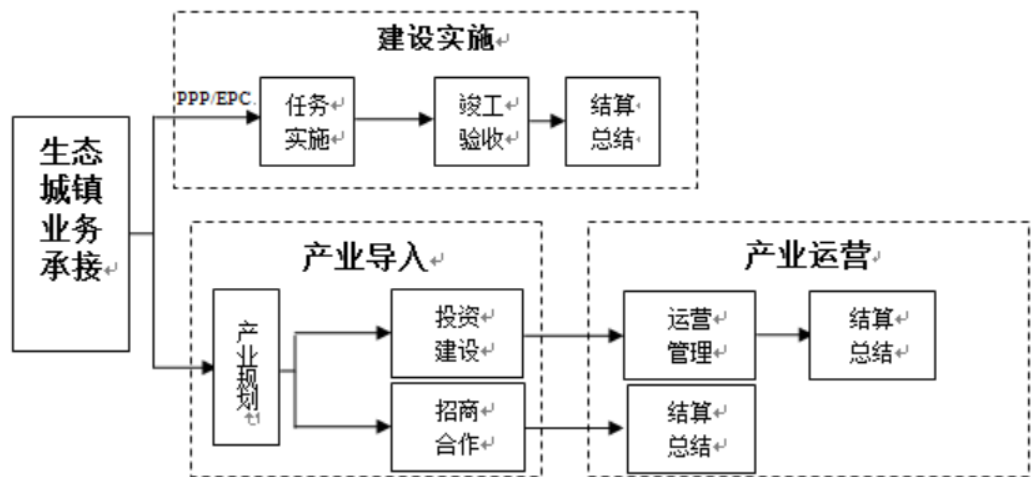 建设实施
PPP/EPC
任务
实施
竣工
验收
结算
总结
生态
城镇
业务
承接
产业导入
产业规划
投资
建设
招商
合作
产业运营
运营
管理
结算
总结
结算
总结